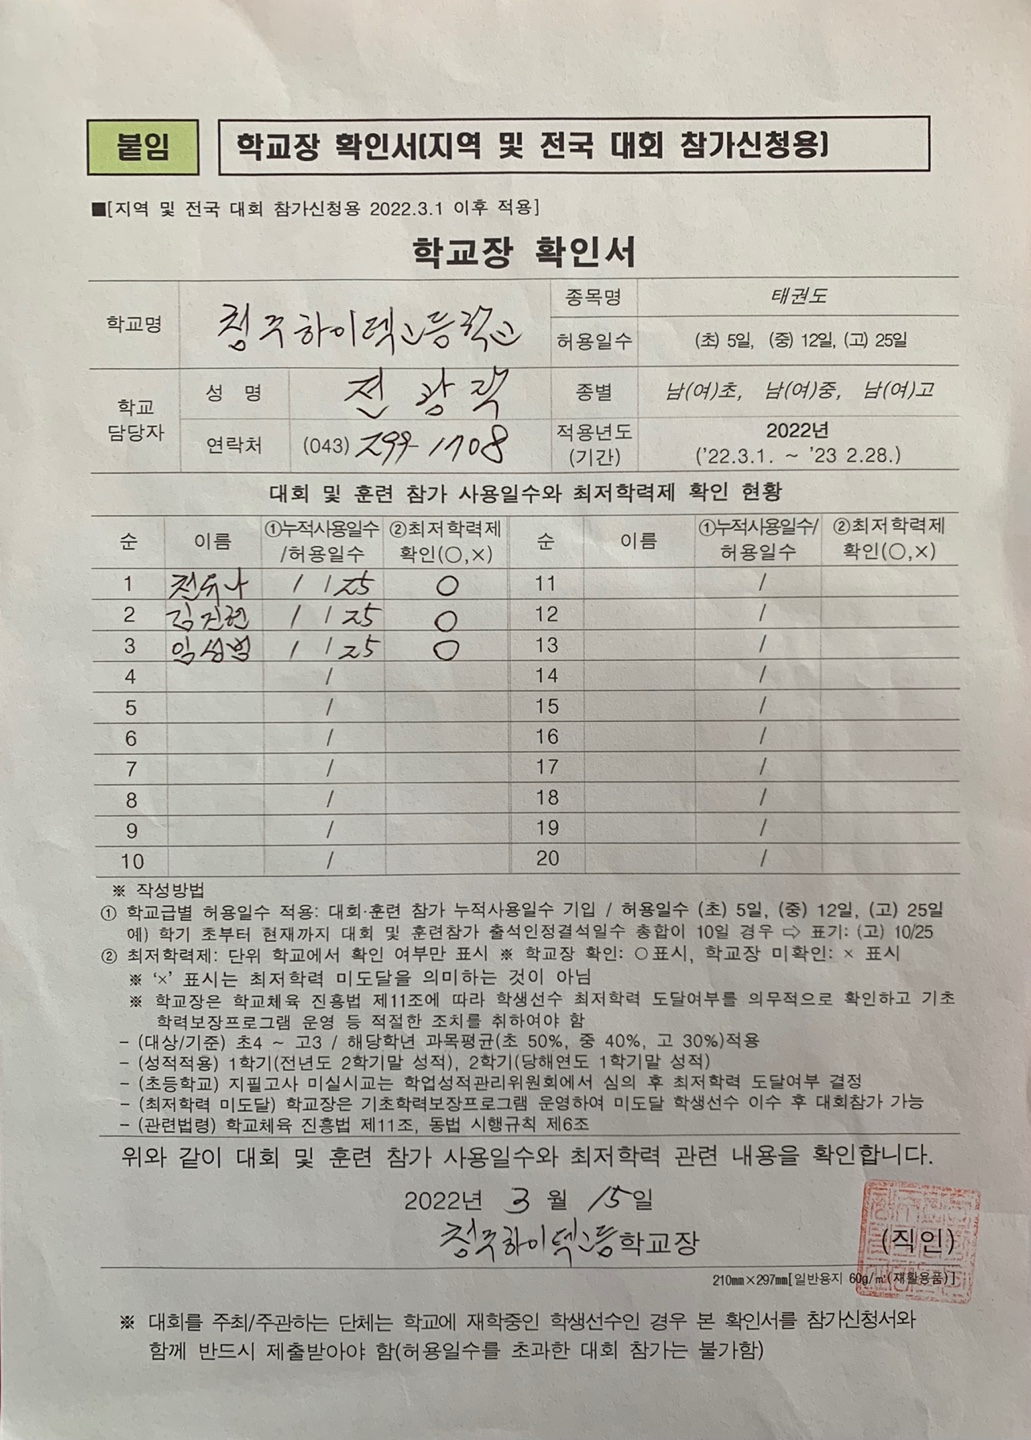 붙임
학교장 확인서[지역 및 전국 대회 참가신청용]
■[지역 및 전국 대회 참가신청용 2022.3.1 이후 적용]
학교장 확인서
학교명 청주하이텍고등학교 종목명 태권도
허용일수 (초) 5일, (중) 12일, (고) 25일
학교 담당자 성 명 전광택 종별 남(여)초, 남(여)중, 남(여)고
연락처 (043) 299-1708 적용년도 (기간) 2022년 ('22.3.1. ~ '23 2.28.)
대회 및 훈련 참가 사용일수와 최저학력제 확인 현황
순 이름 ①누적사용일수/허용일수 ②최저학력제 확인(○,×) 순 이름 ①누적사용일수/허용일수 ②최저학력제 확인(○,×)
1 전유나 1 / 25 ○ 11 /
2 김진현 1 / 25 ○ 12 /
3 임성범 1 / 25 ○ 13 /
4 / 14 /
5 / 15 /
6 / 16 /
7 / 17 /
8 / 18 /
9 / 19 /
10 / 20 /
※ 작성방법
① 학교급별 허용일수 적용: 대회·훈련 참가 누적사용일수 기입 / 허용일수 (초) 5일, (중) 12일, (고) 25일
예) 학기 초부터 현재까지 대회 및 훈련참가 출석인정결석일수 총합이 10일 경우 ⇨ 표기: (고) 10/25
② 최저학력제: 단위 학교에서 확인 여부만 표시 ※ 학교장 확인: ○표시, 학교장 미확인: × 표시
※ '×' 표시는 최저학력 미도달을 의미하는 것이 아님
※ 학교장은 학교체육 진흥법 제11조에 따라 학생선수 최저학력 도달여부를 의무적으로 확인하고 기초
학력보장프로그램 운영 등 적절한 조치를 취하여야 함
- (대상/기준) 초4 ~ 고3 / 해당학년 과목평균(초 50%, 중 40%, 고 30%)적용
- (성적적용) 1학기(전년도 2학기말 성적), 2학기(당해연도 1학기말 성적)
- (초등학교) 지필고사 미실시교는 학업성적관리위원회에서 심의 후 최저학력 도달여부 결정
- (최저학력 미도달) 학교장은 기초학력보장프로그램 운영하여 미도달 학생선수 이수 후 대회참가 가능
- (관련법령) 학교체육 진흥법 제11조, 동법 시행규칙 제6조
위와 같이 대회 및 훈련 참가 사용일수와 최저학력 관련 내용을 확인합니다.
2022년 3 월 15일
청주하이텍고등학교장 (직인)
210㎜×297㎜[일반용지 60g/㎡(재활용품)]
※ 대회를 주최/주관하는 단체는 학교에 재학중인 학생선수인 경우 본 확인서를 참가신청서와
함께 반드시 제출받아야 함(허용일수를 초과한 대회 참가는 불가함)